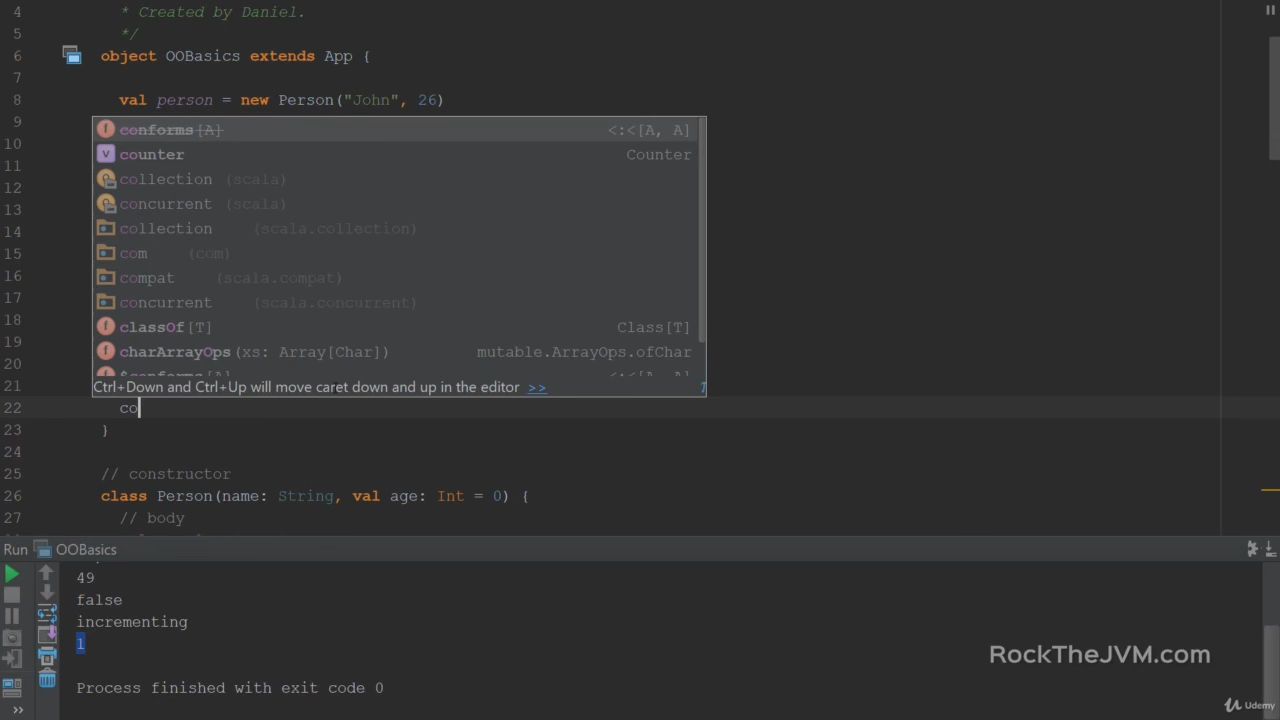 4 * Created by Daniel.
5 */
6 object OOBasics extends App {
7
8 val person = new Person("John", 26)
9
10 conforms[A] <:<[A, A]
11 counter Counter
12 collection (scala)
13 concurrent (scala)
14 collection (scala.collection)
15 com (com)
16 compat (scala.compat)
17 concurrent (scala.concurrent)
18 classOf[T] Class[T]
19 charArrayOps(xs: Array[Char]) mutable.ArrayOps.ofChar
20 $conforms[A] <:<[A, A]
21 Ctrl+Down and Ctrl+Up will move caret down and up in the editor >>
22 co
23 }
24
25 // constructor
26 class Person(name: String, val age: Int = 0) {
27 // body
Run OOBasics
49
false
incrementing
1
Process finished with exit code 0
RockTheJVM.com
Udemy